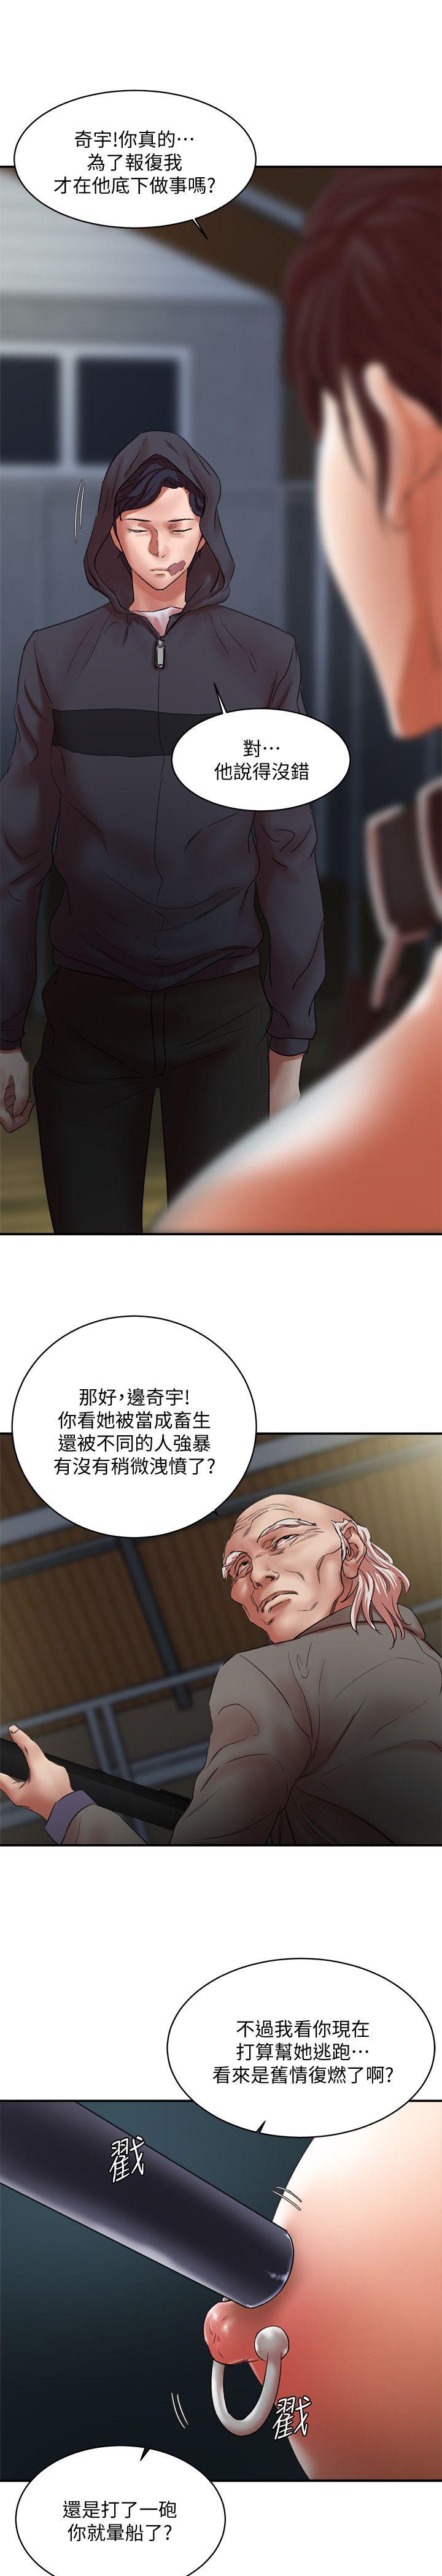 奇宇!你真的⋯
為了報復我
才在他底下做事嗎?
對⋯
他說得沒錯
那好,邊奇宇!
你看她被當成畜生
還被不同的人強暴
有沒有稍微洩憤了?
不過我看你現在
打算幫她逃跑⋯
看來是舊情復燃了啊?
戳
戳
還是打了一砲
你就暈船了?